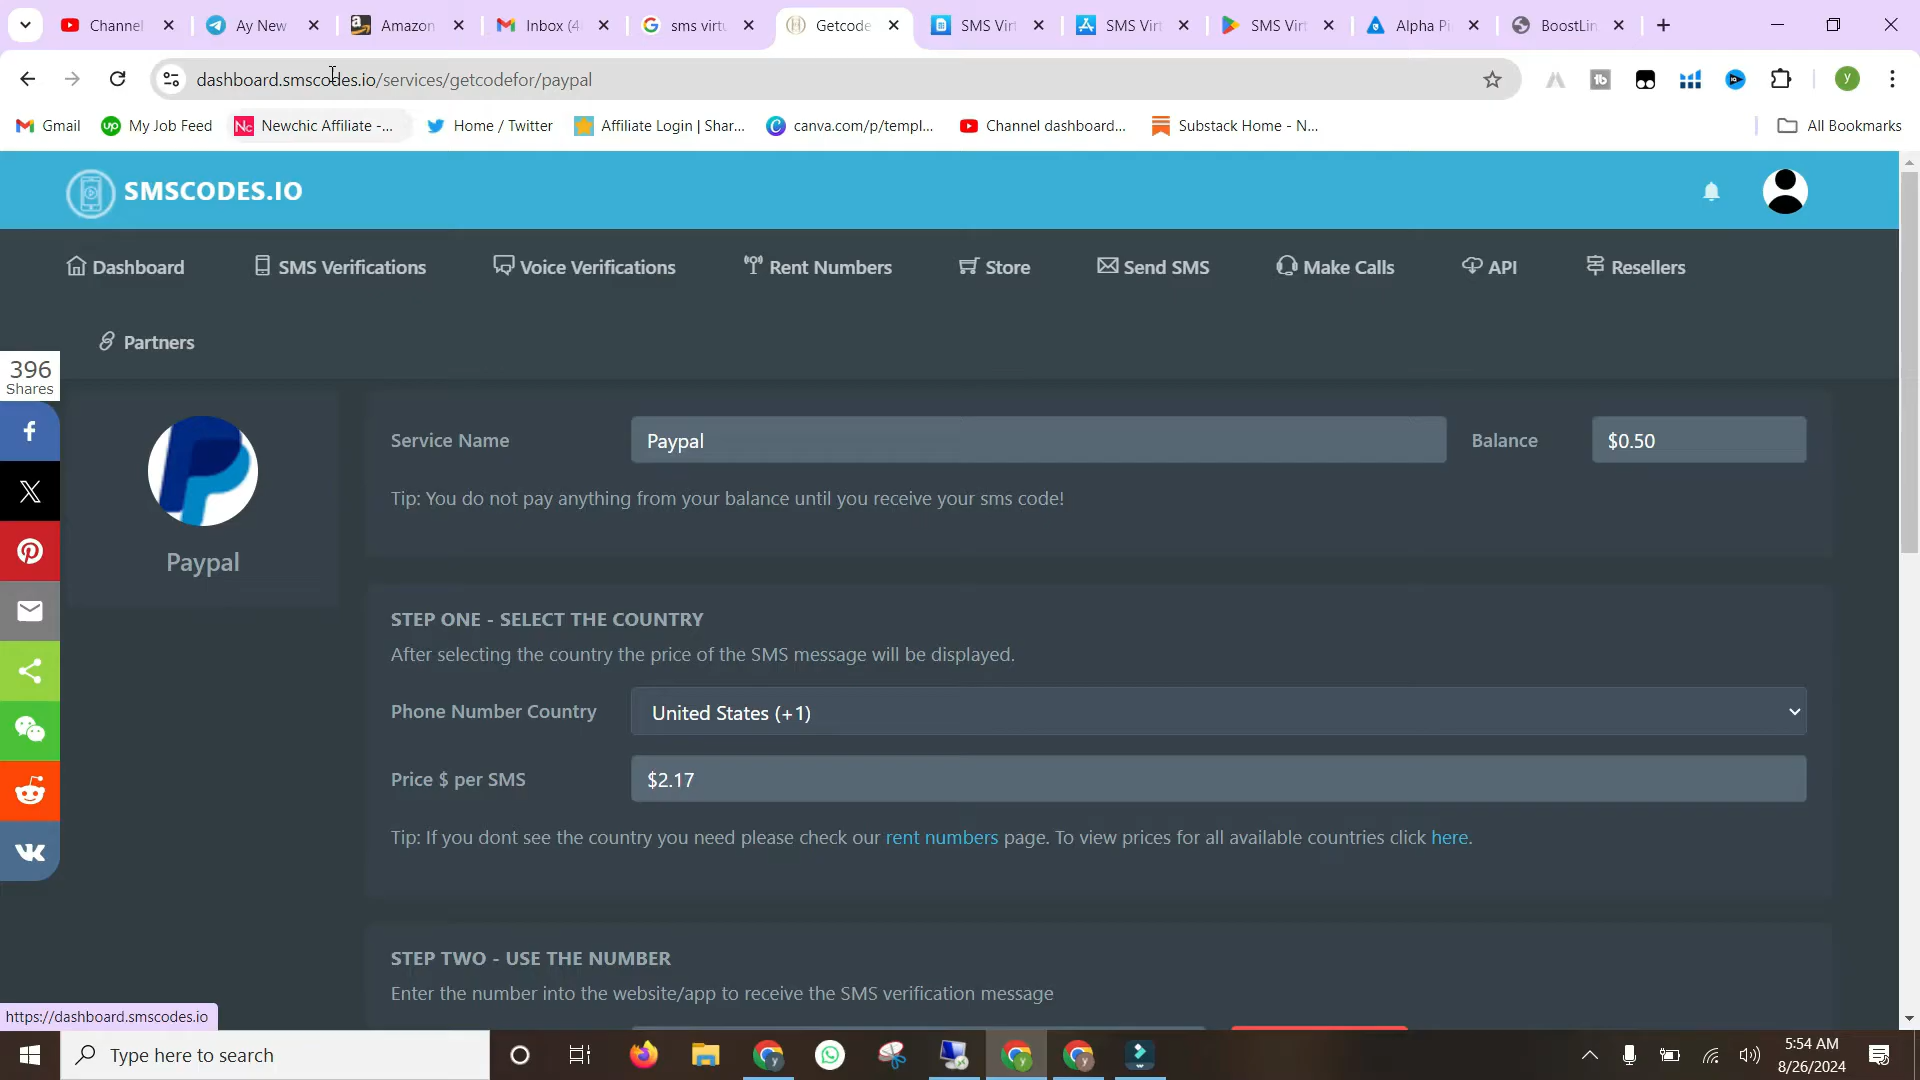 Channel
Ay New
Amazon
Inbox (4
sms virtu
Getcode
SMS Virt
SMS Virt
SMS Virt
Alpha Pi
BoostLin
dashboard.smscodes.io/services/getcodefor/paypal
Gmail
My Job Feed
Newchic Affiliate -...
Home / Twitter
Affiliate Login | Shar...
canva.com/p/templ...
Channel dashboard...
Substack Home - N...
All Bookmarks
SMSCODES.IO
Dashboard
SMS Verifications
Voice Verifications
Rent Numbers
Store
Send SMS
Make Calls
API
Resellers
Partners
396
Shares
Paypal
Service Name
Paypal
Balance
$0.50
Tip: You do not pay anything from your balance until you receive your sms code!
STEP ONE - SELECT THE COUNTRY
After selecting the country the price of the SMS message will be displayed.
Phone Number Country
United States (+1)
Price $ per SMS
$2.17
Tip: If you dont see the country you need please check our rent numbers page. To view prices for all available countries click here.
STEP TWO - USE THE NUMBER
Enter the number into the website/app to receive the SMS verification message
https://dashboard.smscodes.io
Type here to search
5:54 AM
8/26/2024